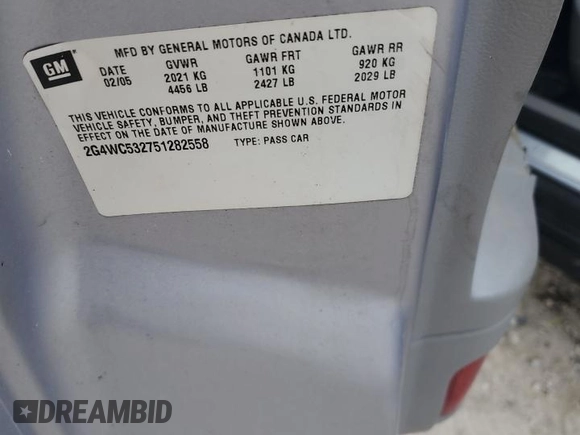 MFD BY GENERAL MOTORS OF CANADA LTD.
GM
DATE GVWR GAWR FRT GAWR RR
02/05 2021 KG 1101 KG 920 KG
4456 LB 2427 LB 2029 LB
THIS VEHICLE CONFORMS TO ALL APPLICABLE U.S. FEDERAL MOTOR
VEHICLE SAFETY, BUMPER, AND THEFT PREVENTION STANDARDS IN
EFFECT ON THE DATE OF MANUFACTURE SHOWN ABOVE.
2G4WC532751282558 TYPE: PASS CAR
DREAMBID